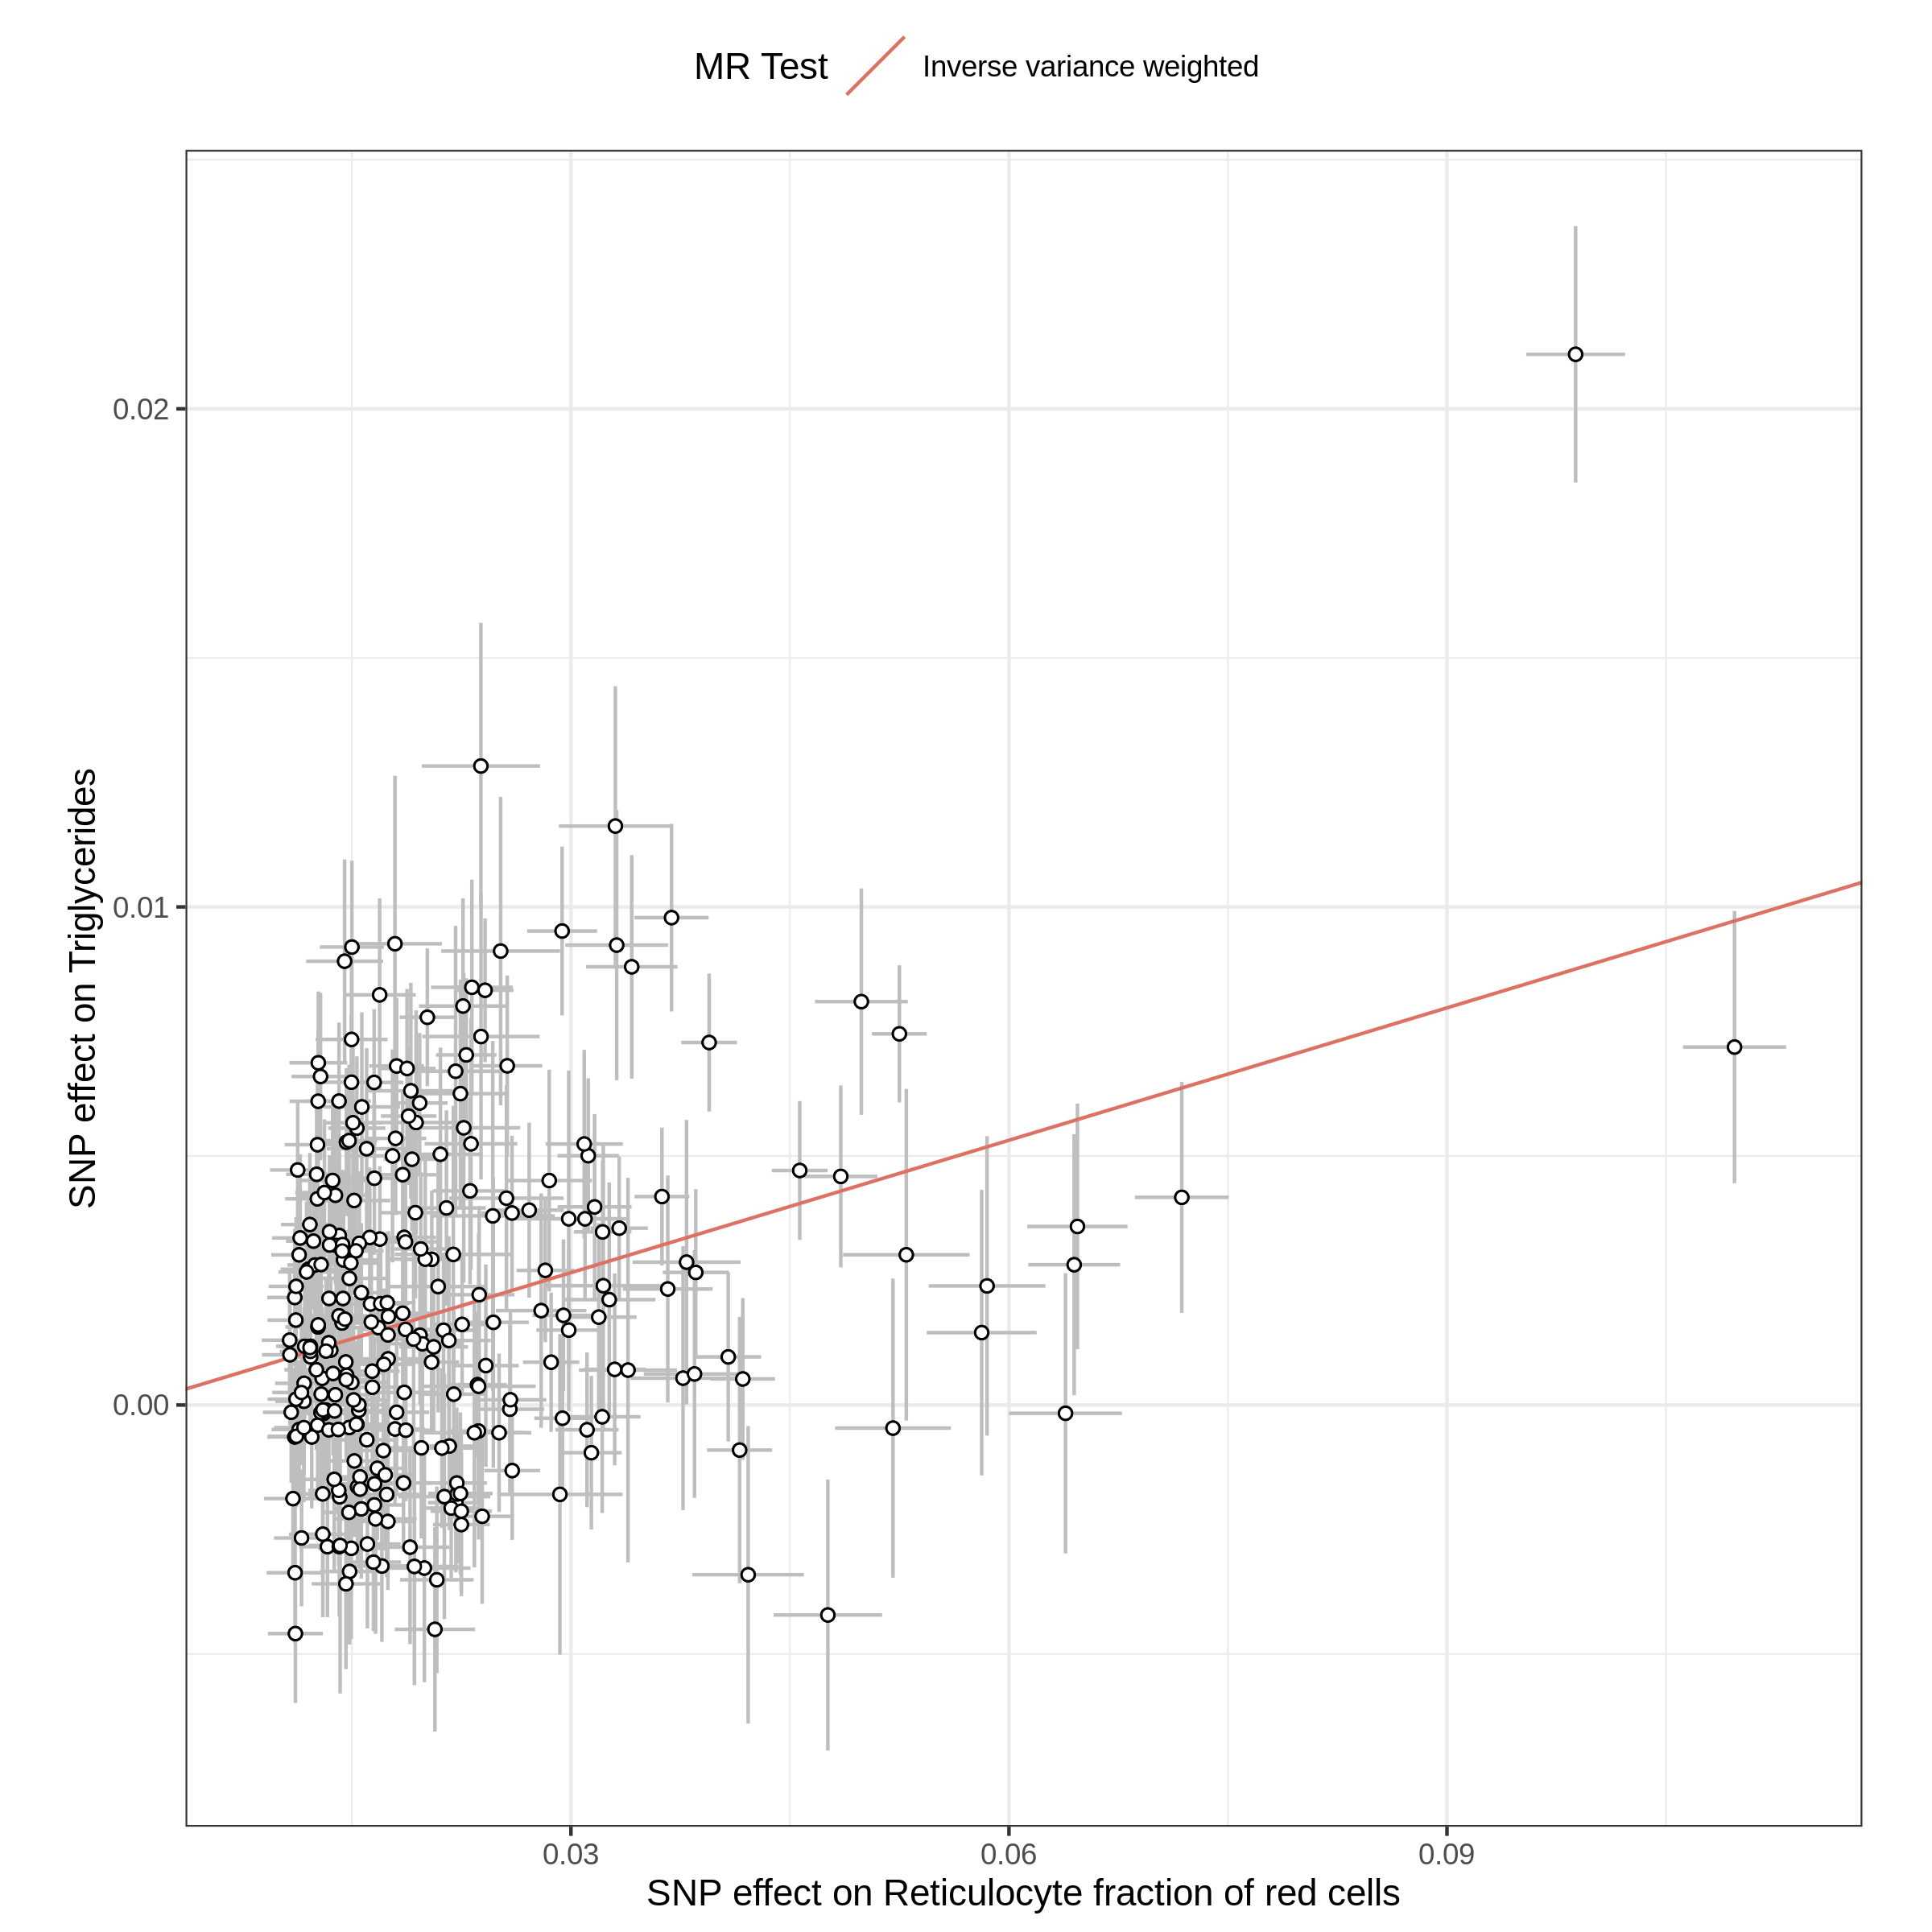 MR Test
Inverse variance weighted
SNP effect on Triglycerides
0.02
0.01
0.00
0.03
0.06
0.09
SNP effect on Reticulocyte fraction of red cells